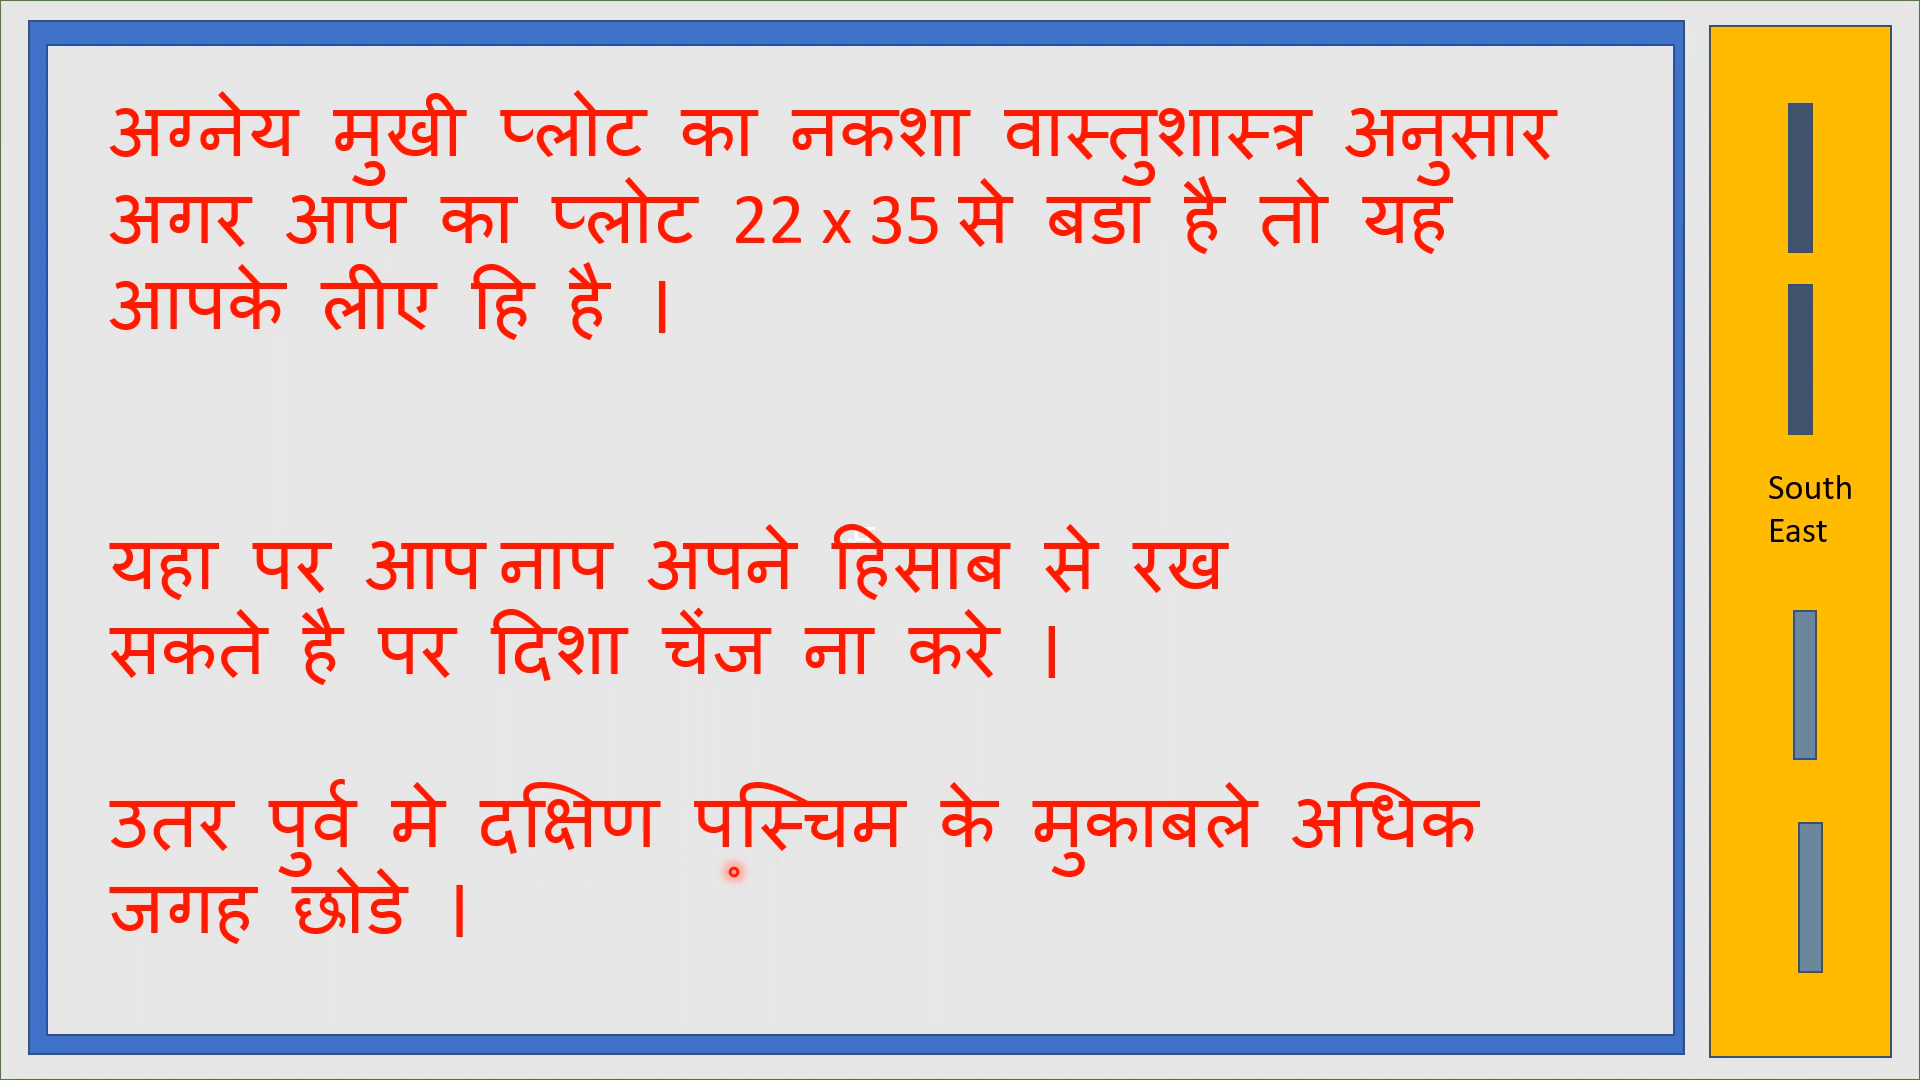 अग्नेय मुखी प्लोट का नकशा वास्तुशास्त्र अनुसार
अगर आप का प्लोट 22 x 35 से बडा है तो यह
आपके लीए हि है ।
यहा पर आप नाप अपने हिसाब से रख
सकते है पर दिशा चेंज ना करे ।
उतर पुर्व मे दक्षिण पस्चिम के मुकाबले अधिक
जगह छोडे ।
South
East